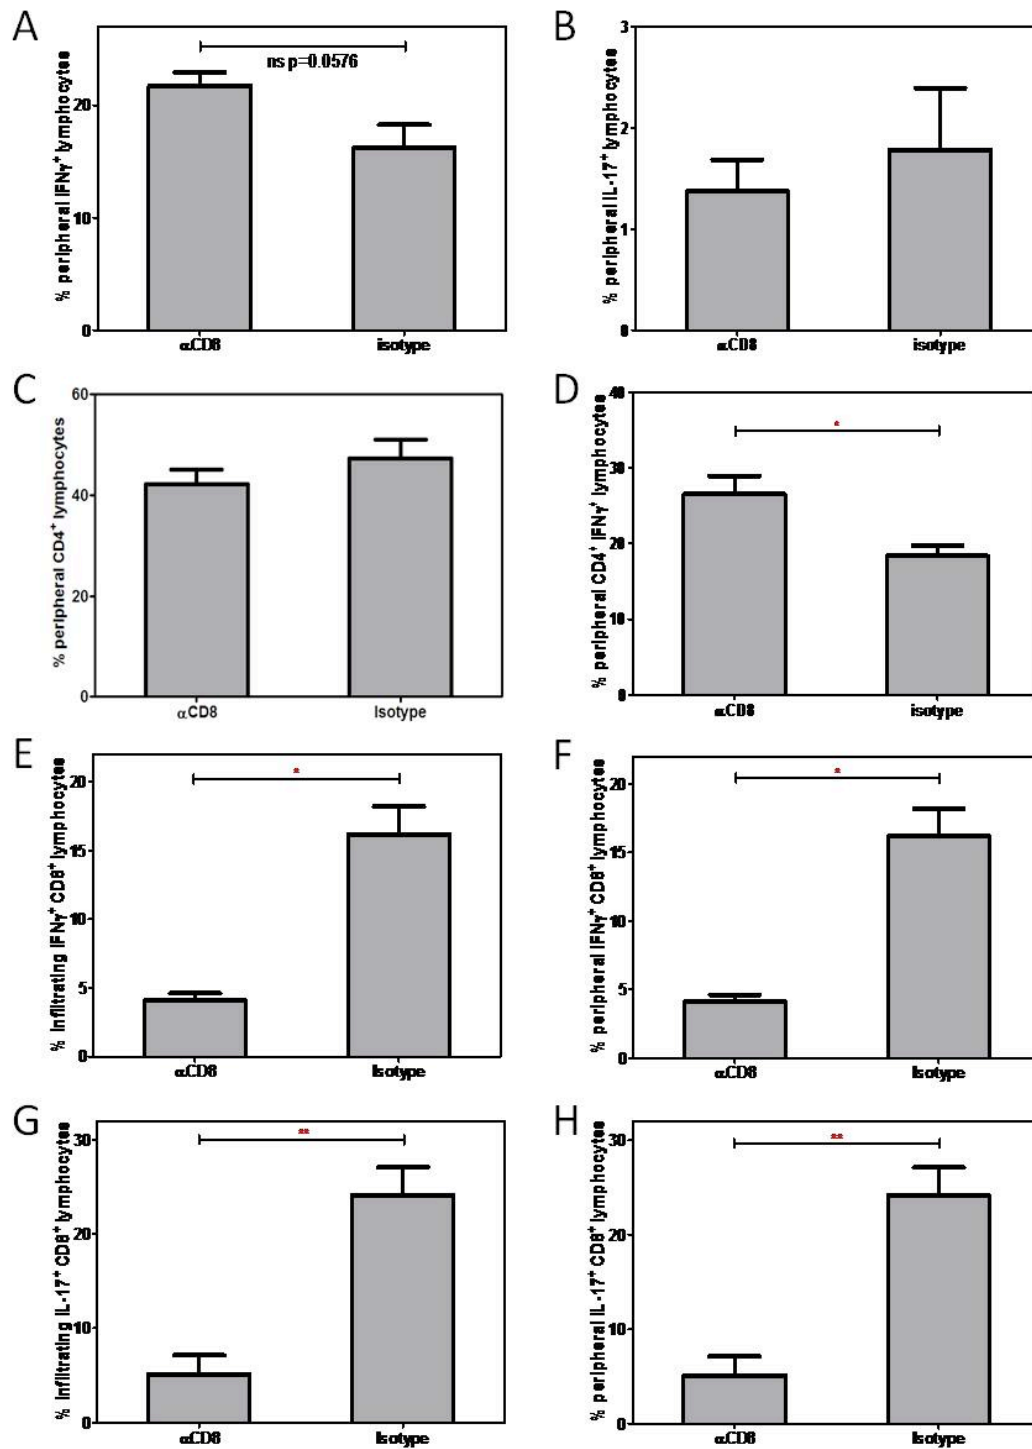 A
% peripheral IFNγ⁺ lymphocytes
20
10
0
ns p=0.0576
αCD8
isotype
B
% peripheral IL-17⁺ lymphocytes
3
2
1
0
αCD8
isotype
C
% peripheral CD4⁺ lymphocytes
60
40
20
0
αCD8
Isotype
D
% peripheral CD4⁺ IFNγ⁺ lymphocytes
40
30
20
10
0
*
αCD8
isotype
E
% Infiltrating IFNγ⁺ CD8⁺ lymphocytes
20
15
10
5
0
*
αCD8
Isotype
F
% peripheral IFNγ⁺ CD8⁺ lymphocytes
20
15
10
5
0
*
αCD8
Isotype
G
% Infiltrating IL-17⁺ CD8⁺ lymphocytes
30
20
10
0
**
αCD8
Isotype
H
% peripheral IL-17⁺ CD8⁺ lymphocytes
30
20
10
0
**
αCD8
Isotype